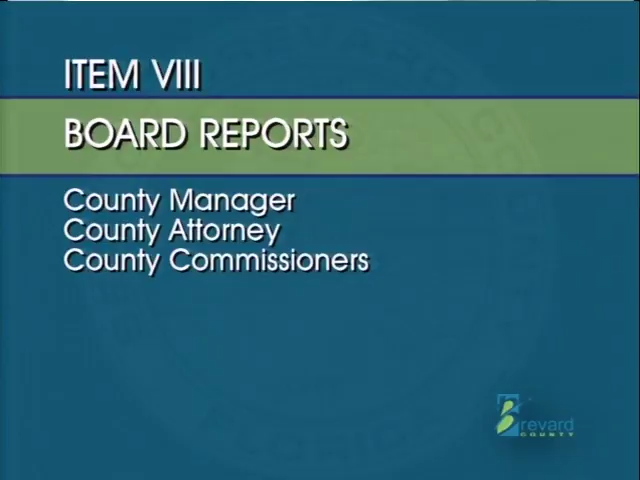 ITEM VIII
BOARD REPORTS
County Manager
County Attorney
County Commissioners
Brevard
COUNTY